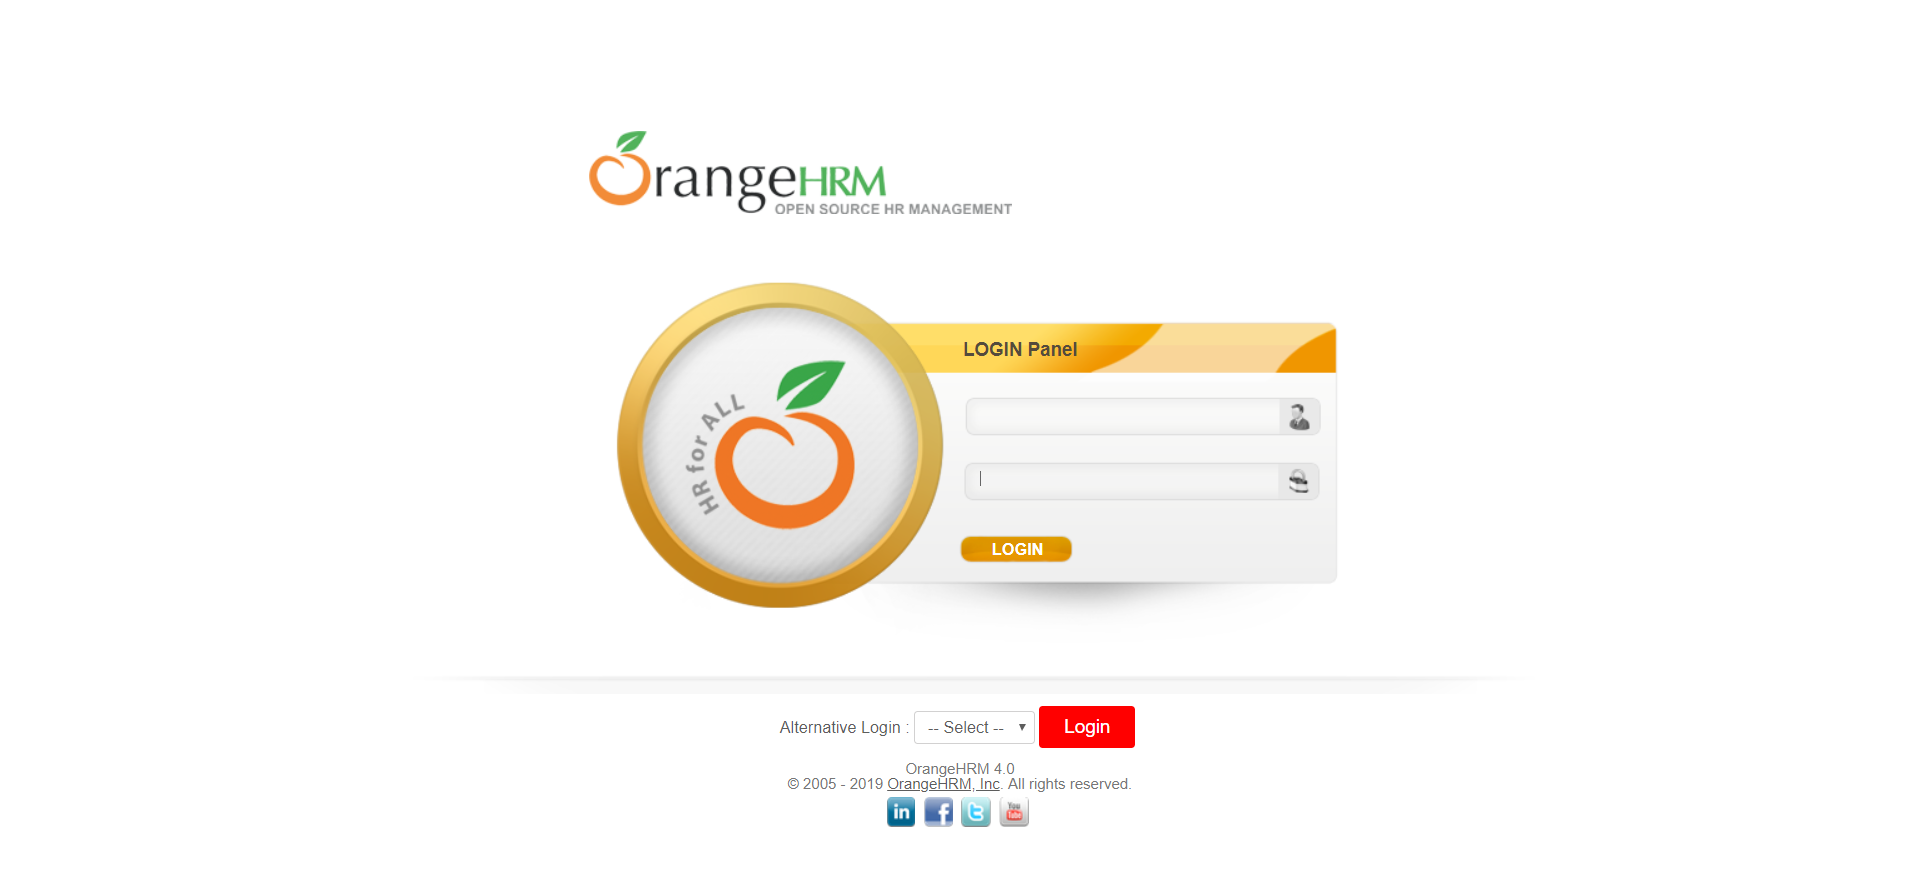 OrangeHRM
OPEN SOURCE HR MANAGEMENT
HR for ALL
LOGIN Panel
LOGIN
Alternative Login : -- Select -- Login
OrangeHRM 4.0
© 2005 - 2019 OrangeHRM, Inc. All rights reserved.
in f t You Tube